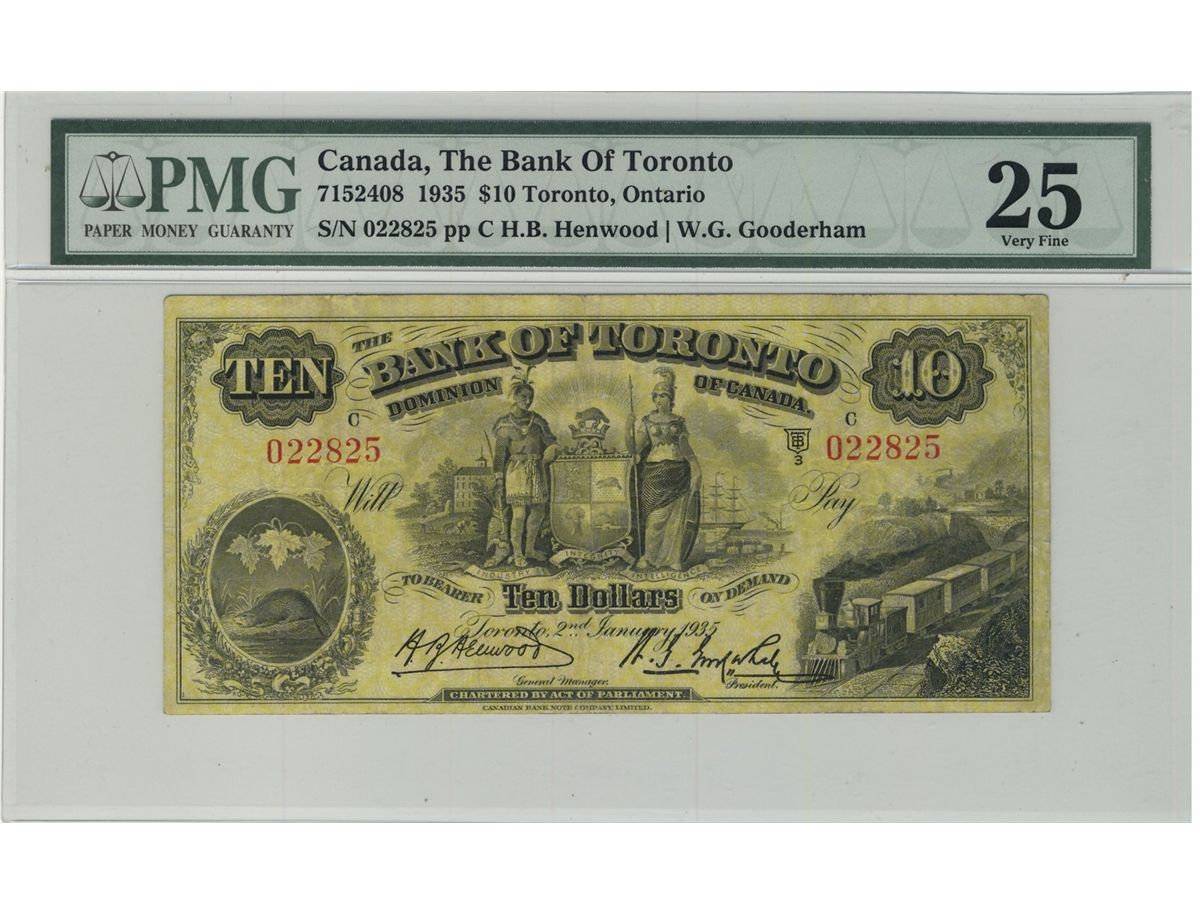 PMG
PAPER MONEY GUARANTY
Canada, The Bank Of Toronto
7152408 1935 $10 Toronto, Ontario
S/N 022825 pp C H.B. Henwood | W.G. Gooderham
25
Very Fine
THE
BANK OF TORONTO
DOMINION OF CANADA.
TEN
10
C
C
022825
022825
TB
3
Will Pay
INDUSTRY INTEGRITY INTELLIGENCE
TO BEARER Ten Dollars ON DEMAND
Toronto, 2nd January 1935
H.B. Henwood
General Manager.
President.
CHARTERED BY ACT OF PARLIAMENT.
CANADIAN BANK NOTE COMPANY, LIMITED.